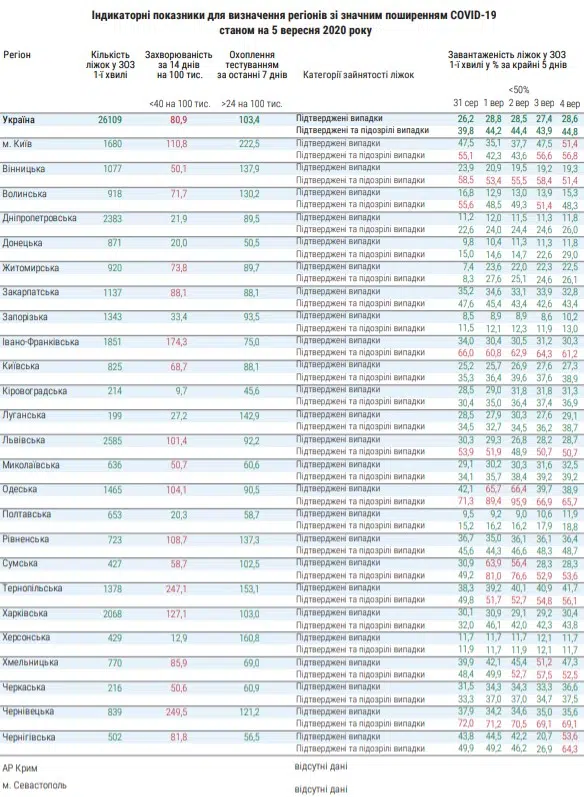 Індикаторні показники для визначення регіонів зі значним поширенням COVID-19
станом на 5 вересня 2020 року
Регіон Кількість ліжок у ЗОЗ 1-ї хвилі Захворюваність за 14 днів на 100 тис. Охоплення тестуванням за останні 7 днів Категорії зайнятості ліжок Завантаженість ліжок у ЗОЗ 1-ї хвилі у % за крайні 5 днів
<50%
<40 на 100 тис. >24 на 100 тис. 31 сер 1 вер 2 вер 3 вер 4 вер
Україна 26109 80,9 103,4 Підтверджені випадки 26,2 28,8 28,5 27,4 28,6
Підтверджені та підозрілі випадки 39,8 44,2 44,4 43,9 44,8
м. Київ 1680 110,8 222,5 Підтверджені випадки 47,5 35,1 37,7 47,5 51,4
Підтверджені та підозрілі випадки 55,1 42,3 43,6 56,6 56,8
Вінницька 1077 50,1 137,9 Підтверджені випадки 23,9 20,9 19,5 19,2 19,3
Підтверджені та підозрілі випадки 58,5 53,4 55,5 58,4 51,4
Волинська 918 71,7 130,2 Підтверджені випадки 16,8 12,9 13,0 13,9 15,3
Підтверджені та підозрілі випадки 55,6 48,5 49,3 51,4 48,3
Дніпропетровська 2383 21,9 89,5 Підтверджені випадки 11,2 12,0 11,5 11,3 11,8
Підтверджені та підозрілі випадки 22,6 24,0 24,4 24,6 26,0
Донецька 871 20,0 50,5 Підтверджені випадки 9,8 10,4 11,3 11,3 11,8
Підтверджені та підозрілі випадки 15,0 14,6 14,7 22,6 29,0
Житомирська 920 73,8 89,7 Підтверджені випадки 7,4 23,6 22,0 22,3 22,5
Підтверджені та підозрілі випадки 8,3 27,6 25,1 24,6 26,1
Закарпатська 1137 88,1 88,1 Підтверджені випадки 35,2 34,6 33,1 33,9 32,8
Підтверджені та підозрілі випадки 47,6 45,4 43,4 42,6 43,4
Запорізька 1343 33,4 93,5 Підтверджені випадки 8,5 8,9 8,9 8,6 10,2
Підтверджені та підозрілі випадки 11,5 12,1 12,3 11,9 13,0
Івано-Франківська 1851 174,3 75,0 Підтверджені випадки 34,0 30,4 30,5 31,2 30,3
Підтверджені та підозрілі випадки 66,0 60,8 62,9 64,3 61,2
Київська 825 68,7 88,1 Підтверджені випадки 25,2 25,7 26,9 27,6 27,3
Підтверджені та підозрілі випадки 35,3 36,4 39,6 37,6 38,9
Кіровоградська 214 9,7 45,6 Підтверджені випадки 28,5 29,0 31,8 31,8 31,3
Підтверджені та підозрілі випадки 30,4 35,0 36,4 37,4 36,9
Луганська 199 27,2 142,9 Підтверджені випадки 28,5 27,9 30,3 27,6 29,1
Підтверджені та підозрілі випадки 34,5 32,7 34,5 36,2 38,7
Львівська 2585 101,4 92,2 Підтверджені випадки 30,3 29,3 26,8 28,2 28,7
Підтверджені та підозрілі випадки 53,9 51,9 48,9 50,7 50,7
Миколаївська 636 50,7 60,6 Підтверджені випадки 29,1 30,2 30,3 31,6 32,5
Підтверджені та підозрілі випадки 34,1 35,7 38,4 39,2 39,2
Одеська 1465 104,1 90,5 Підтверджені випадки 42,1 65,7 66,4 39,7 38,9
Підтверджені та підозрілі випадки 71,3 89,4 95,9 66,9 65,7
Полтавська 653 20,3 58,7 Підтверджені випадки 9,5 9,2 9,0 10,6 11,9
Підтверджені та підозрілі випадки 15,2 16,2 16,2 17,9 18,8
Рівненська 723 108,7 137,3 Підтверджені випадки 36,7 35,0 36,1 36,1 36,4
Підтверджені та підозрілі випадки 45,6 44,3 46,6 48,3 48,7
Сумська 427 58,7 102,5 Підтверджені випадки 30,9 63,9 56,4 28,3 28,3
Підтверджені та підозрілі випадки 49,2 81,0 76,6 52,9 53,6
Тернопільська 1378 247,1 153,1 Підтверджені випадки 38,3 39,2 40,1 40,9 41,7
Підтверджені та підозрілі випадки 49,8 51,7 52,7 54,8 56,1
Харківська 2068 127,1 103,0 Підтверджені випадки 30,1 30,9 29,1 29,2 30,4
Підтверджені та підозрілі випадки 32,0 46,1 42,0 42,3 43,8
Херсонська 429 12,9 160,8 Підтверджені випадки 11,7 11,7 11,7 12,1 11,7
Підтверджені та підозрілі випадки 11,9 11,7 11,9 12,1 11,7
Хмельницька 770 85,9 69,0 Підтверджені випадки 39,9 42,1 45,4 51,2 47,3
Підтверджені та підозрілі випадки 48,4 49,9 52,7 57,5 52,5
Черкаська 216 50,6 60,9 Підтверджені випадки 31,5 34,3 34,3 33,3 36,6
Підтверджені та підозрілі випадки 33,3 37,0 37,0 34,7 37,5
Чернівецька 839 249,5 121,2 Підтверджені випадки 37,9 34,2 34,6 35,0 35,6
Підтверджені та підозрілі випадки 72,0 71,2 70,5 69,1 69,1
Чернігівська 502 81,8 56,5 Підтверджені випадки 43,8 44,5 42,2 20,7 53,6
Підтверджені та підозрілі випадки 49,9 49,2 46,2 26,9 64,3
АР Крим відсутні дані
м. Севастополь відсутні дані